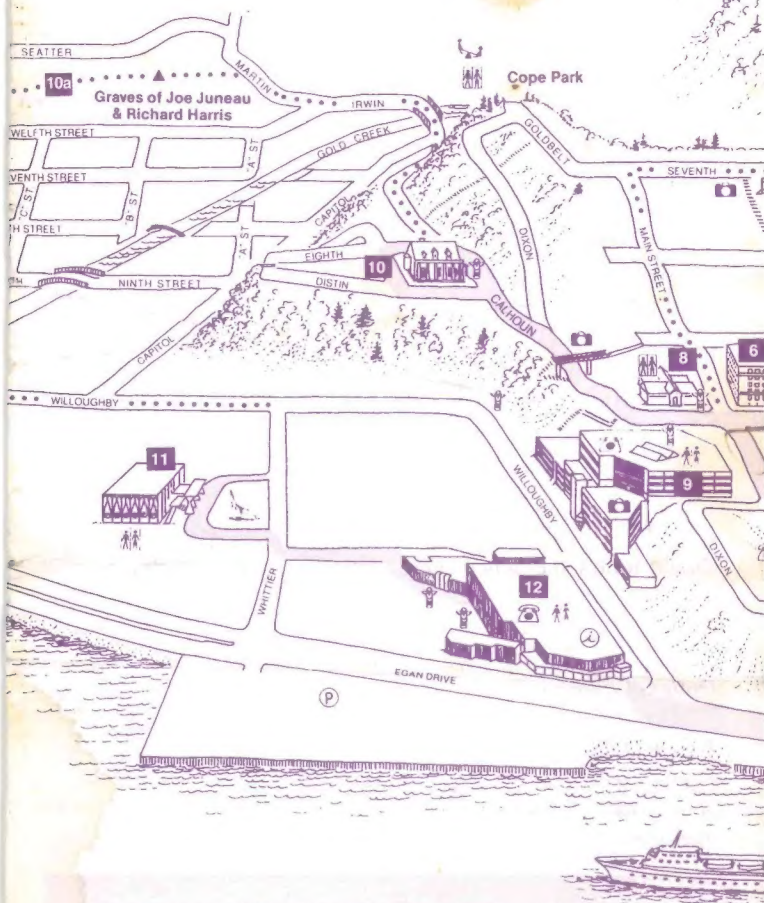 SEATTER
10a
Graves of Joe Juneau
& Richard Harris
MARTIN
IRWIN
Cope Park
WELFTH STREET
"A" ST
GOLD CREEK
GOLDBELT
SEVENTH
VENTH STREET
"C" ST
"B" ST
CAPITOL
H STREET
"A" ST
EIGHTH
10
DIXON
MAIN STREET
NINTH STREET
DISTIN
CALHOUN
CAPITOL
8
6
WILLOUGHBY
11
WILLOUGHBY
9
DIXON
WHITTIER
12
i
EGAN DRIVE
P